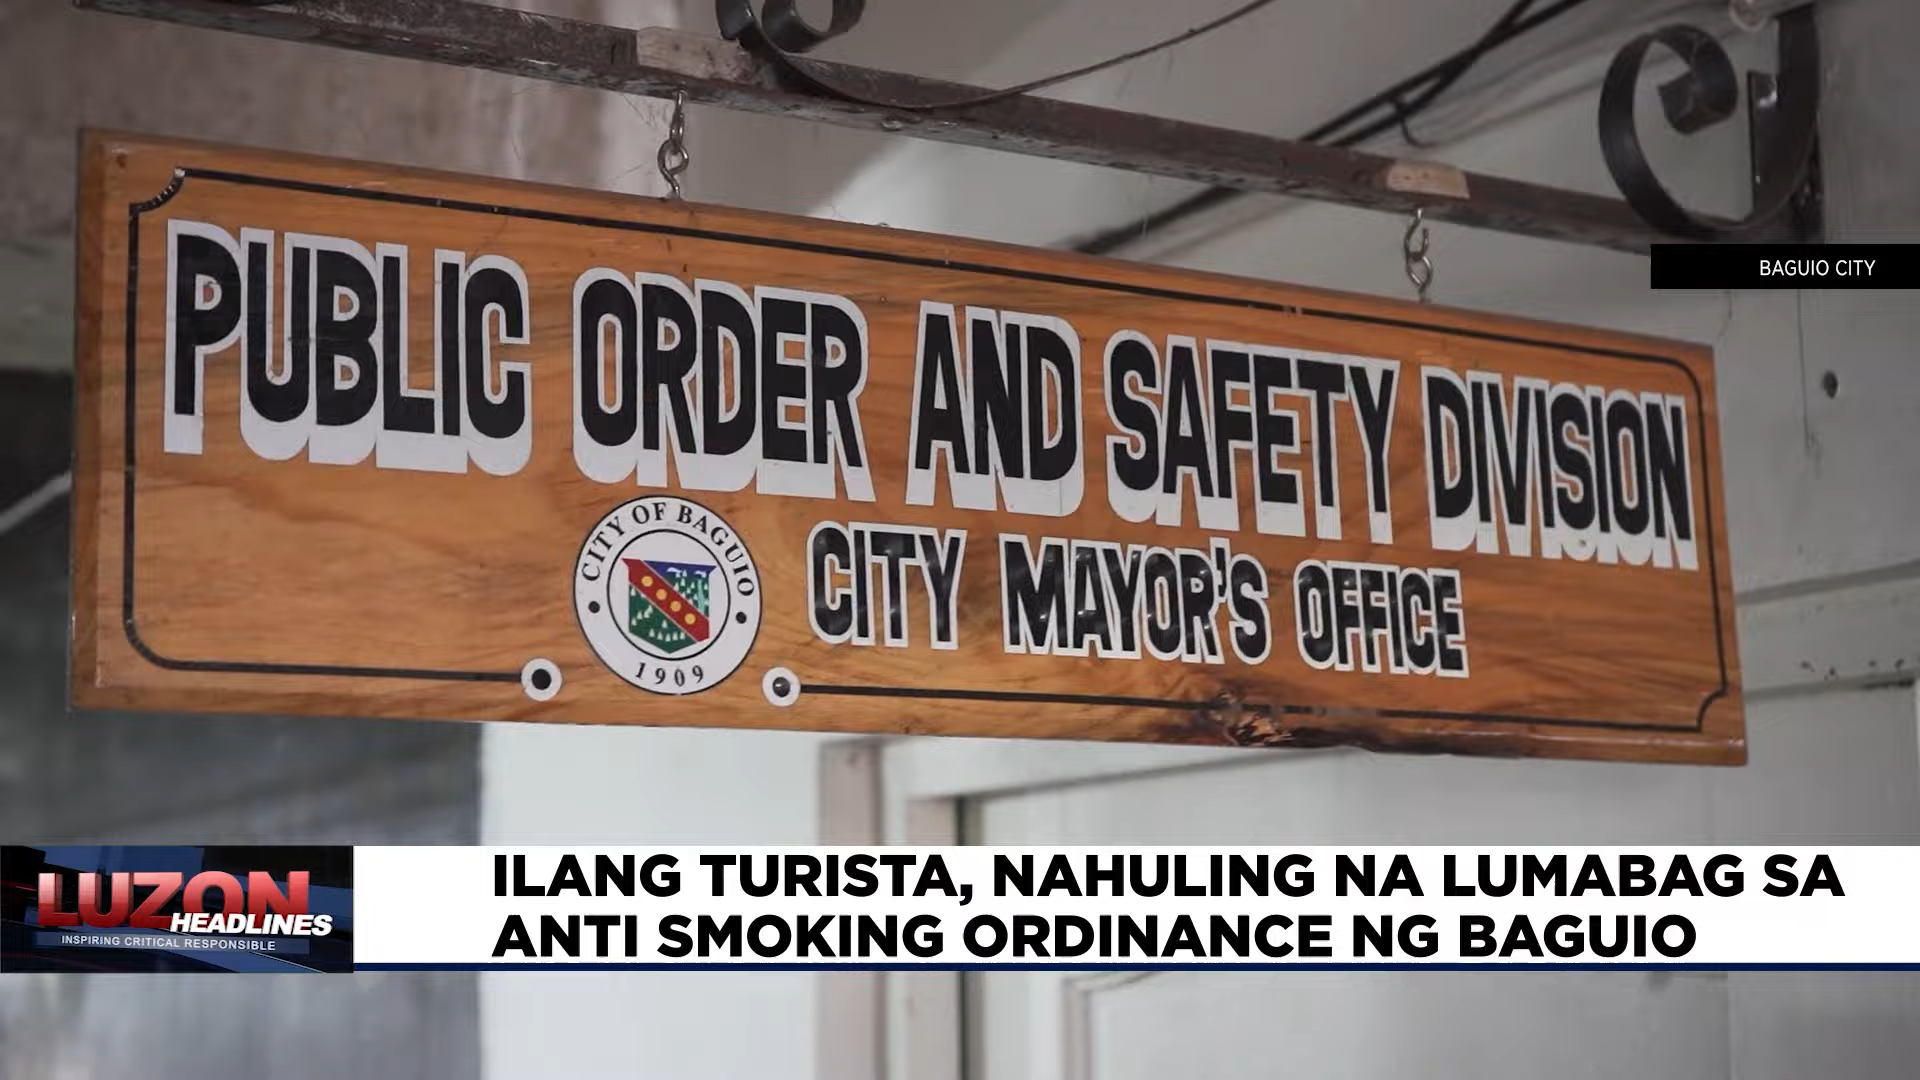 BAGUIO CITY
PUBLIC ORDER AND SAFETY DIVISION
CITY OF BAGUIO
1909
CITY MAYOR'S OFFICE
LUZON
HEADLINES
INSPIRING CRITICAL RESPONSIBLE
ILANG TURISTA, NAHULING NA LUMABAG SA
ANTI SMOKING ORDINANCE NG BAGUIO